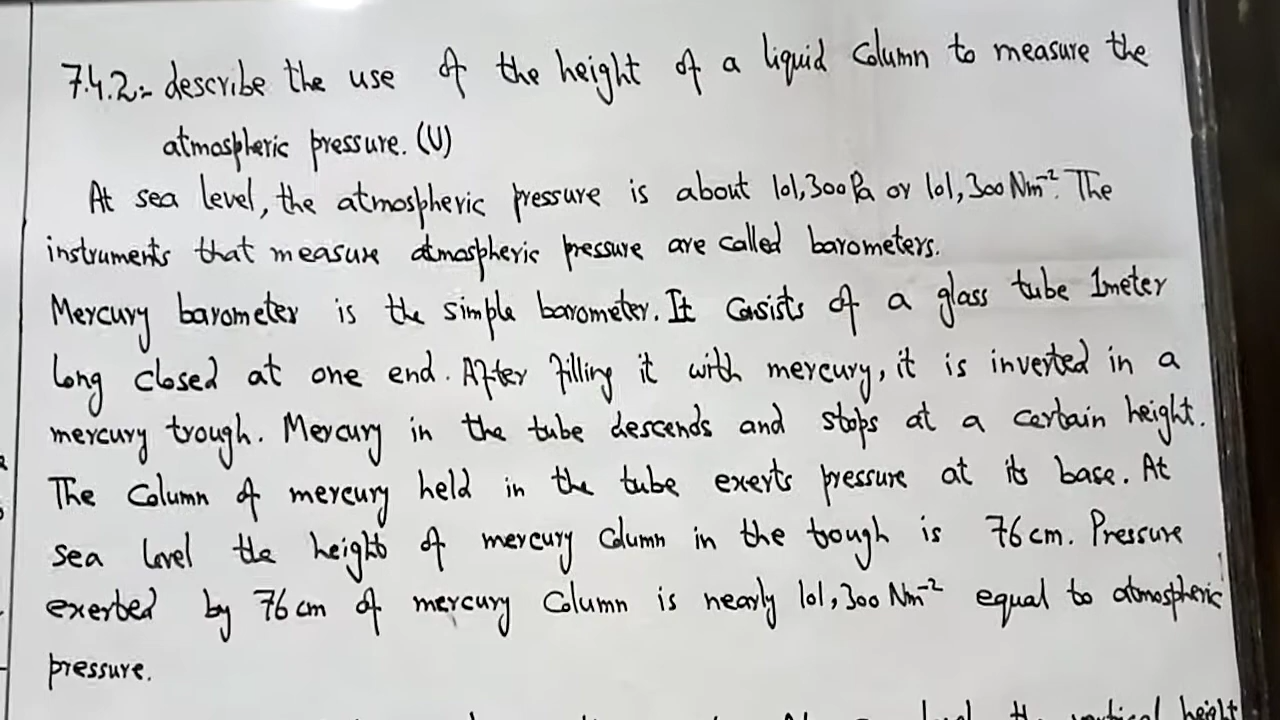 7.4.2:- describe the use of the height of a liquid column to measure the
atmospheric pressure. (U)
At sea level, the atmospheric pressure is about 101,300 Pa or 101,300 Nm⁻². The
instruments that measure atmospheric pressure are called barometers.
Mercury barometer is the simple barometer. It Cosists of a glass tube 1meter
long closed at one end. After filling it with mercury, it is inverted in a
mercury trough. Mercury in the tube descends and stops at a certain height.
The Column of mercury held in the tube exerts pressure at its base. At
sea level the height of mercury Column in the trough is 76 cm. Pressure
exerted by 76 cm of mercury Column is nearly 101,300 Nm⁻² equal to atmospheric
pressure.
the vertical height